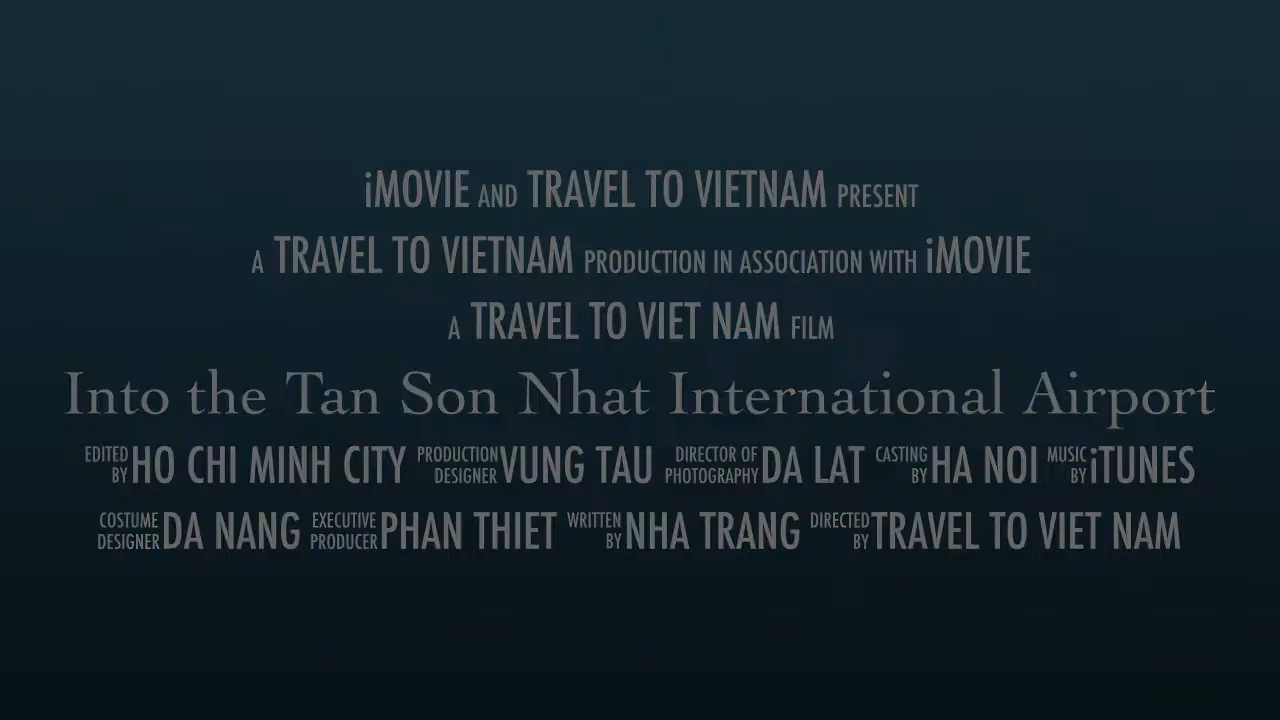 iMOVIE AND TRAVEL TO VIETNAM PRESENT
A TRAVEL TO VIETNAM PRODUCTION IN ASSOCIATION WITH iMOVIE
A TRAVEL TO VIET NAM FILM
Into the Tan Son Nhat International Airport
EDITED BY HO CHI MINH CITY PRODUCTION DESIGNER VUNG TAU DIRECTOR OF PHOTOGRAPHY DA LAT CASTING BY HA NOI MUSIC BY iTUNES
COSTUME DESIGNER DA NANG EXECUTIVE PRODUCER PHAN THIET WRITTEN BY NHA TRANG DIRECTED BY TRAVEL TO VIET NAM